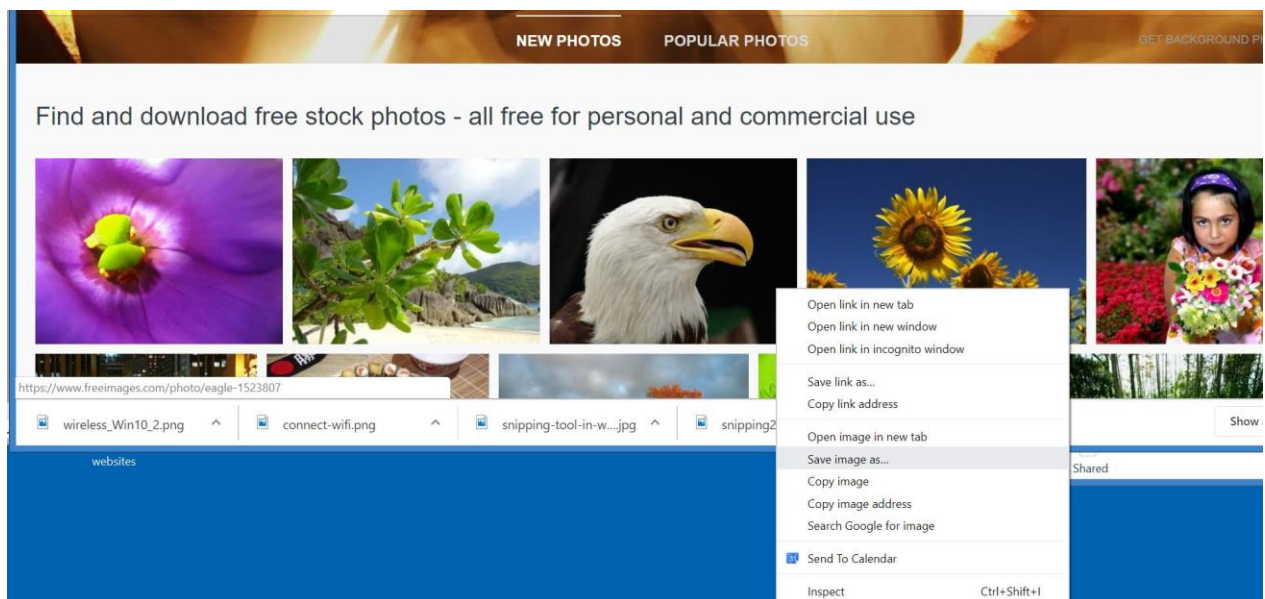 NEW PHOTOS POPULAR PHOTOS GET BACKGROUND
Find and download free stock photos - all free for personal and commercial use
Open link in new tab
Open link in new window
Open link in incognito window
Save link as...
Copy link address
Open image in new tab
Save image as...
Copy image
Copy image address
Search Google for image
Send To Calendar
Inspect Ctrl+Shift+I
https://www.freeimages.com/photo/eagle-1523807
wireless_Win10_2.png connect-wifi.png snipping-tool-in-w....jpg snipping2 Show
websites
Shared